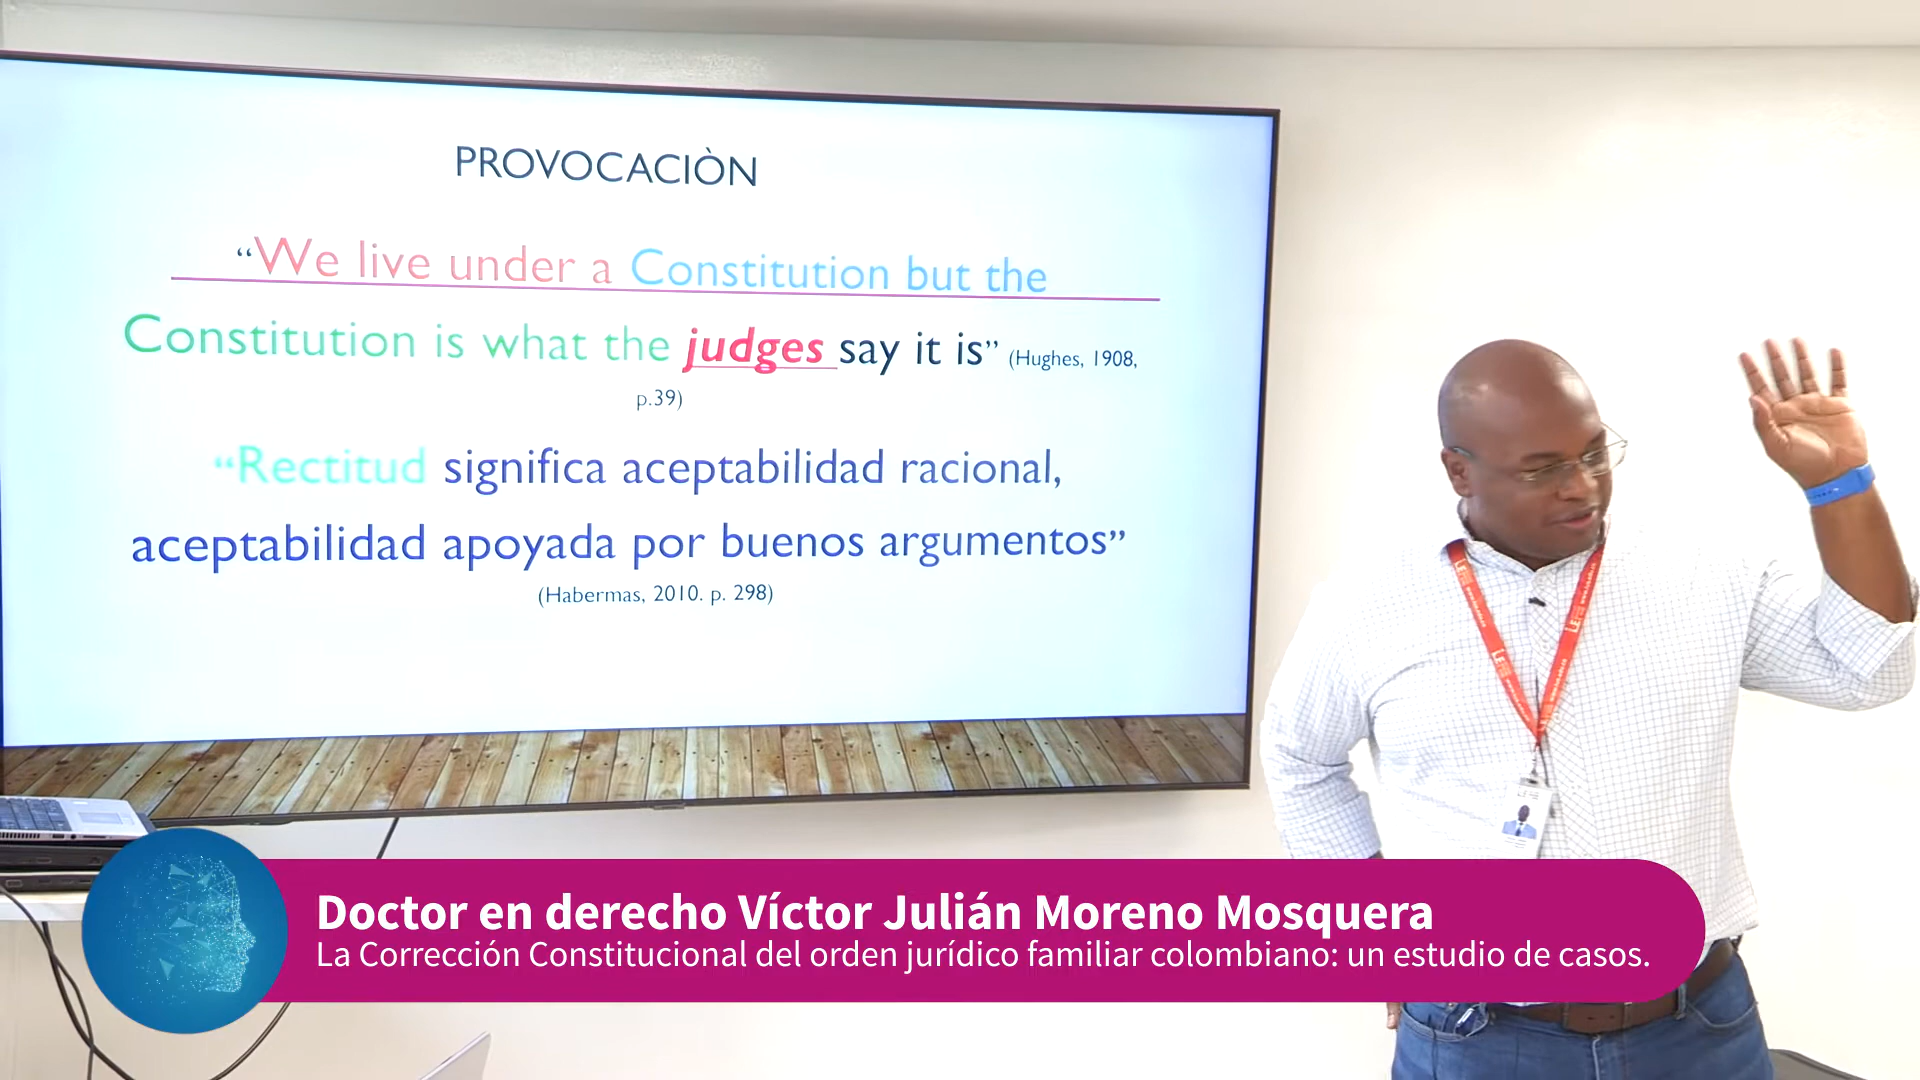 PROVOCACIÒN
“We live under a Constitution but the
Constitution is what the judges say it is” (Hughes, 1908,
p.39)
“Rectitud significa aceptabilidad racional,
aceptabilidad apoyada por buenos argumentos”
(Habermas, 2010. p. 298)
Doctor en derecho Víctor Julián Moreno Mosquera
La Corrección Constitucional del orden jurídico familiar colombiano: un estudio de casos.